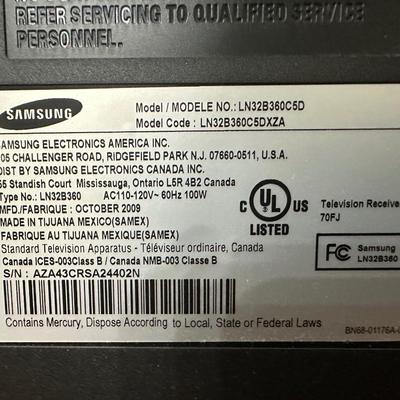 REFER SERVICING TO QUALIFIED SERVICE
PERSONNEL.
SAMSUNG
Model / MODELE NO.: LN32B360C5D
Model Code : LN32B360C5DXZA
SAMSUNG ELECTRONICS AMERICA INC.
05 CHALLENGER ROAD, RIDGEFIELD PARK N.J. 07660-0511, U.S.A.
DIST BY SAMSUNG ELECTRONICS CANADA INC.
55 Standish Court Mississauga, Ontario L5R 4B2 Canada
Type No.: LN32B360 AC110-120V~ 60Hz 100W
MFD./FABRIQUE : OCTOBER 2009
MADE IN TIJUANA MEXICO(SAMEX)
FABRIQUE AU TIJUANA MEXIQUE(SAMEX)
Standard Television Apparatus - Téléviseur ordinaire, Canada
Canada ICES-003Class B / Canada NMB-003 Classe B
S/N : AZA43CRSA24402N
C UL US
LISTED
Television Receive
70FJ
FC Samsung
LN32B360
Contains Mercury, Dispose According to Local, State or Federal Laws
BN68-01176A-